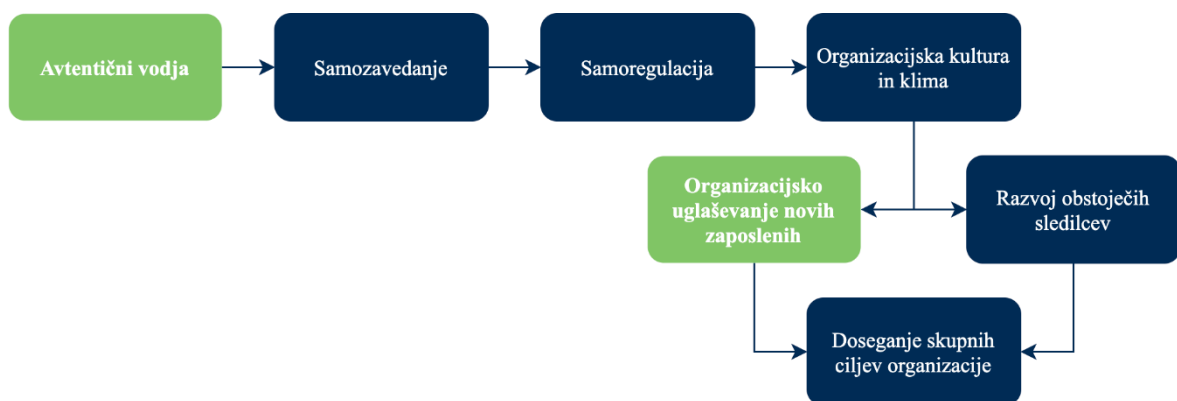 Avtentični vodja
Samozavedanje
Samoregulacija
Organizacijska kultura
in klima
Organizacijsko
uglaševanje novih
zaposlenih
Razvoj obstoječih
sledilcev
Doseganje skupnih
ciljev organizacije